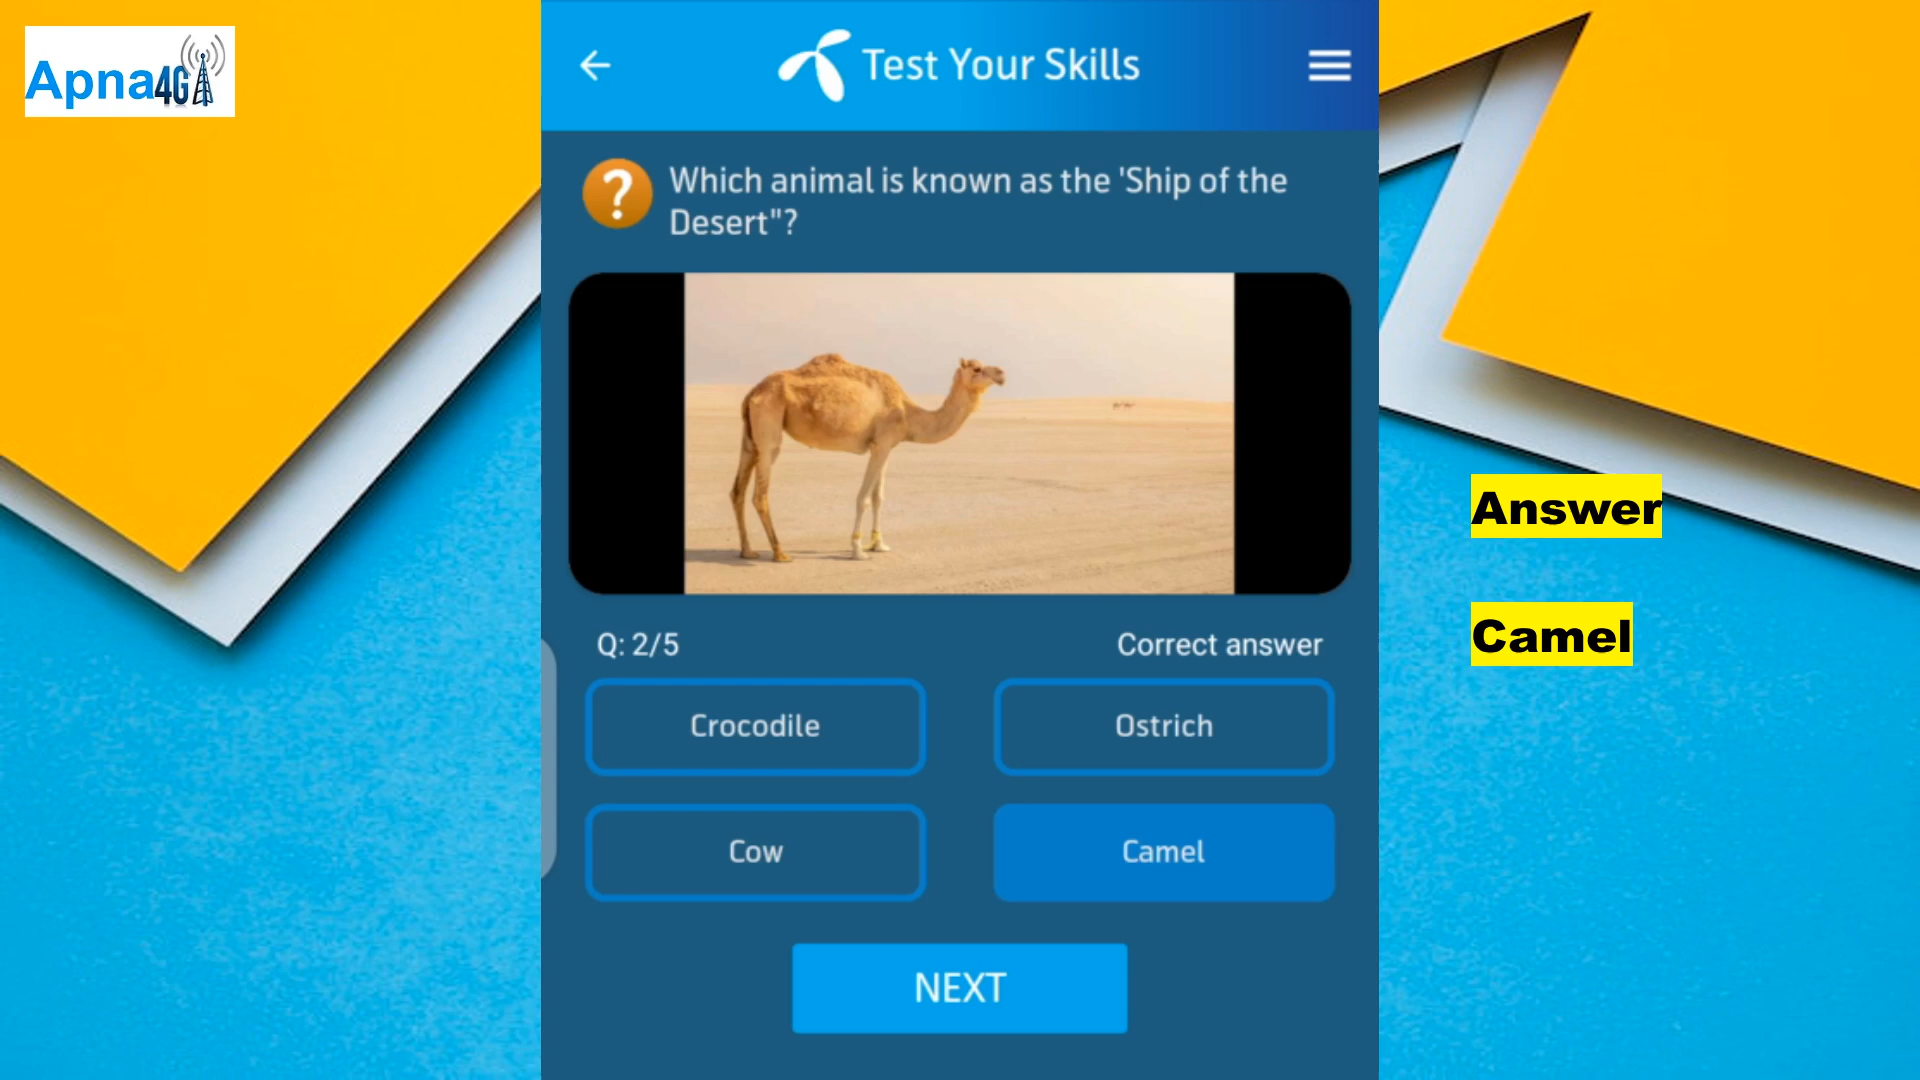 Apna4G
Test Your Skills
?
Which animal is known as the 'Ship of the
Desert"?
Q: 2/5
Correct answer
Crocodile
Ostrich
Cow
Camel
NEXT
Answer
Camel